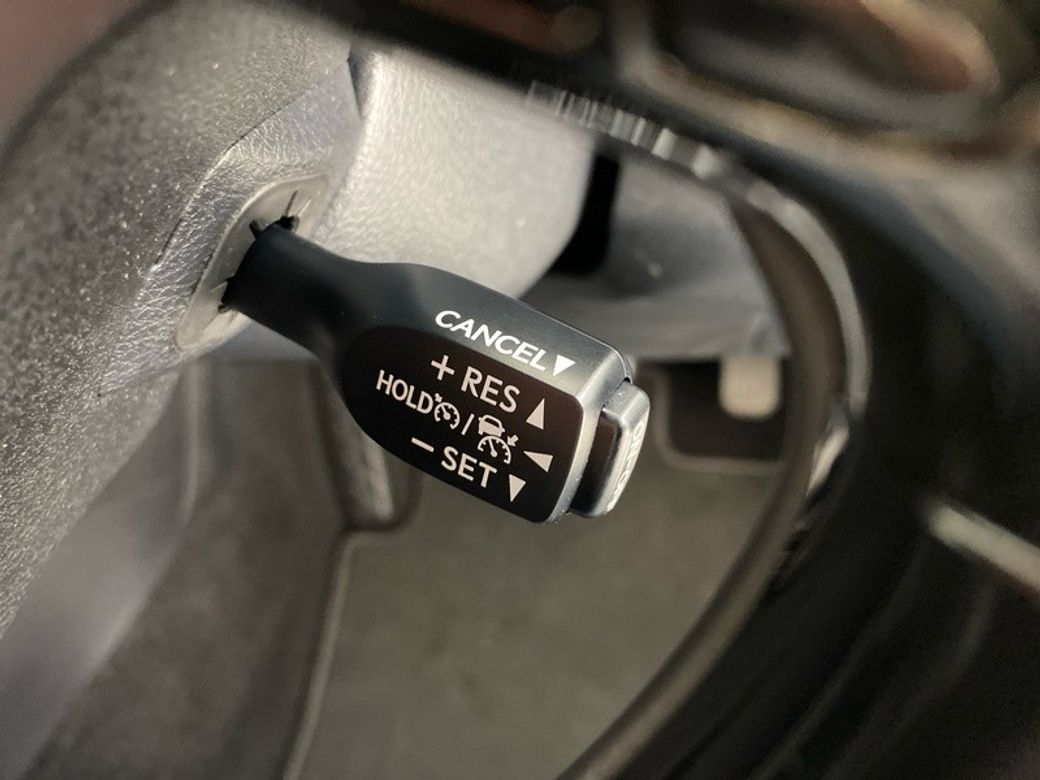 CANCEL▼
+ RES ▲
HOLD / ◀
− SET ▼